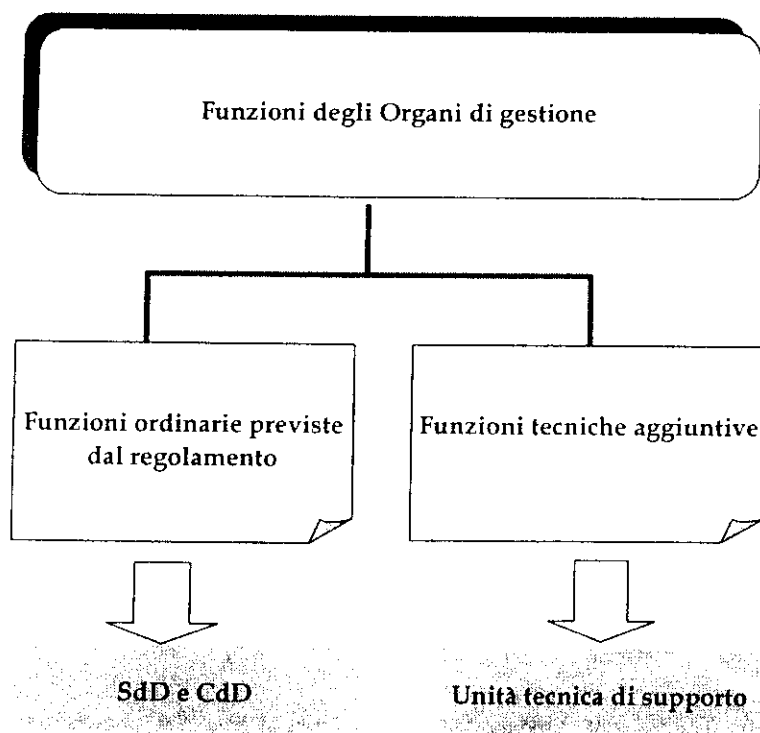 Funzioni degli Organi di gestione
Funzioni ordinarie previste
dal regolamento
Funzioni tecniche aggiuntive
SdD e CdD
Unità tecnica di supporto